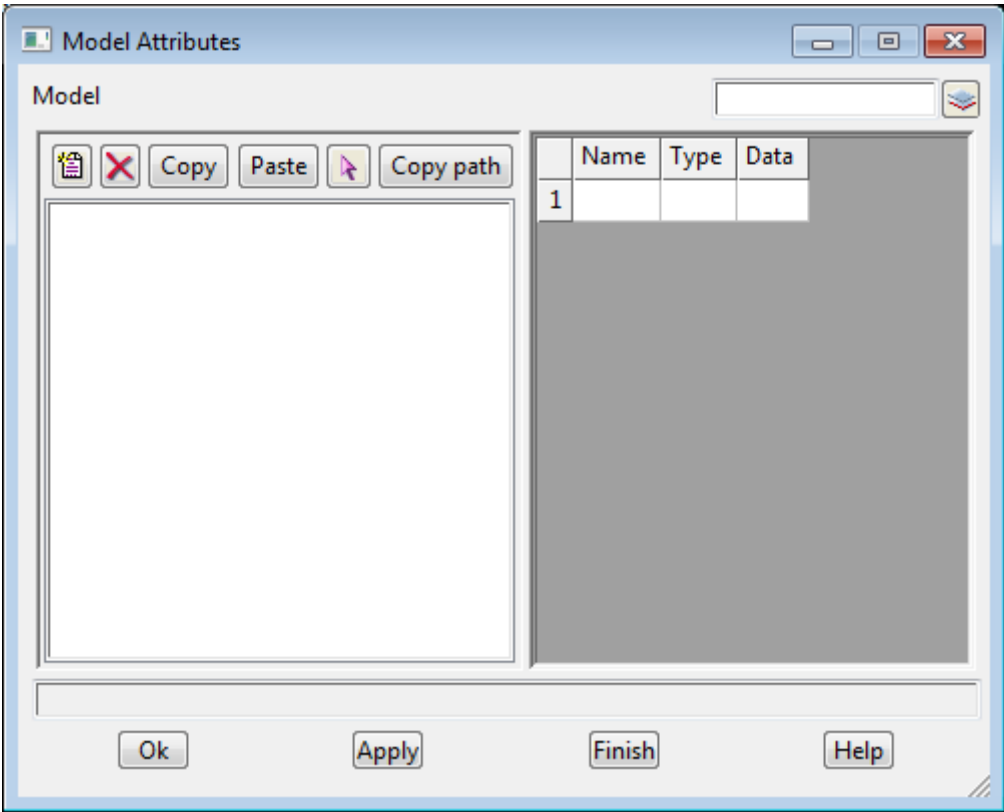 Model Attributes
Model
Copy Paste Copy path
Name Type Data
1
Ok Apply Finish Help